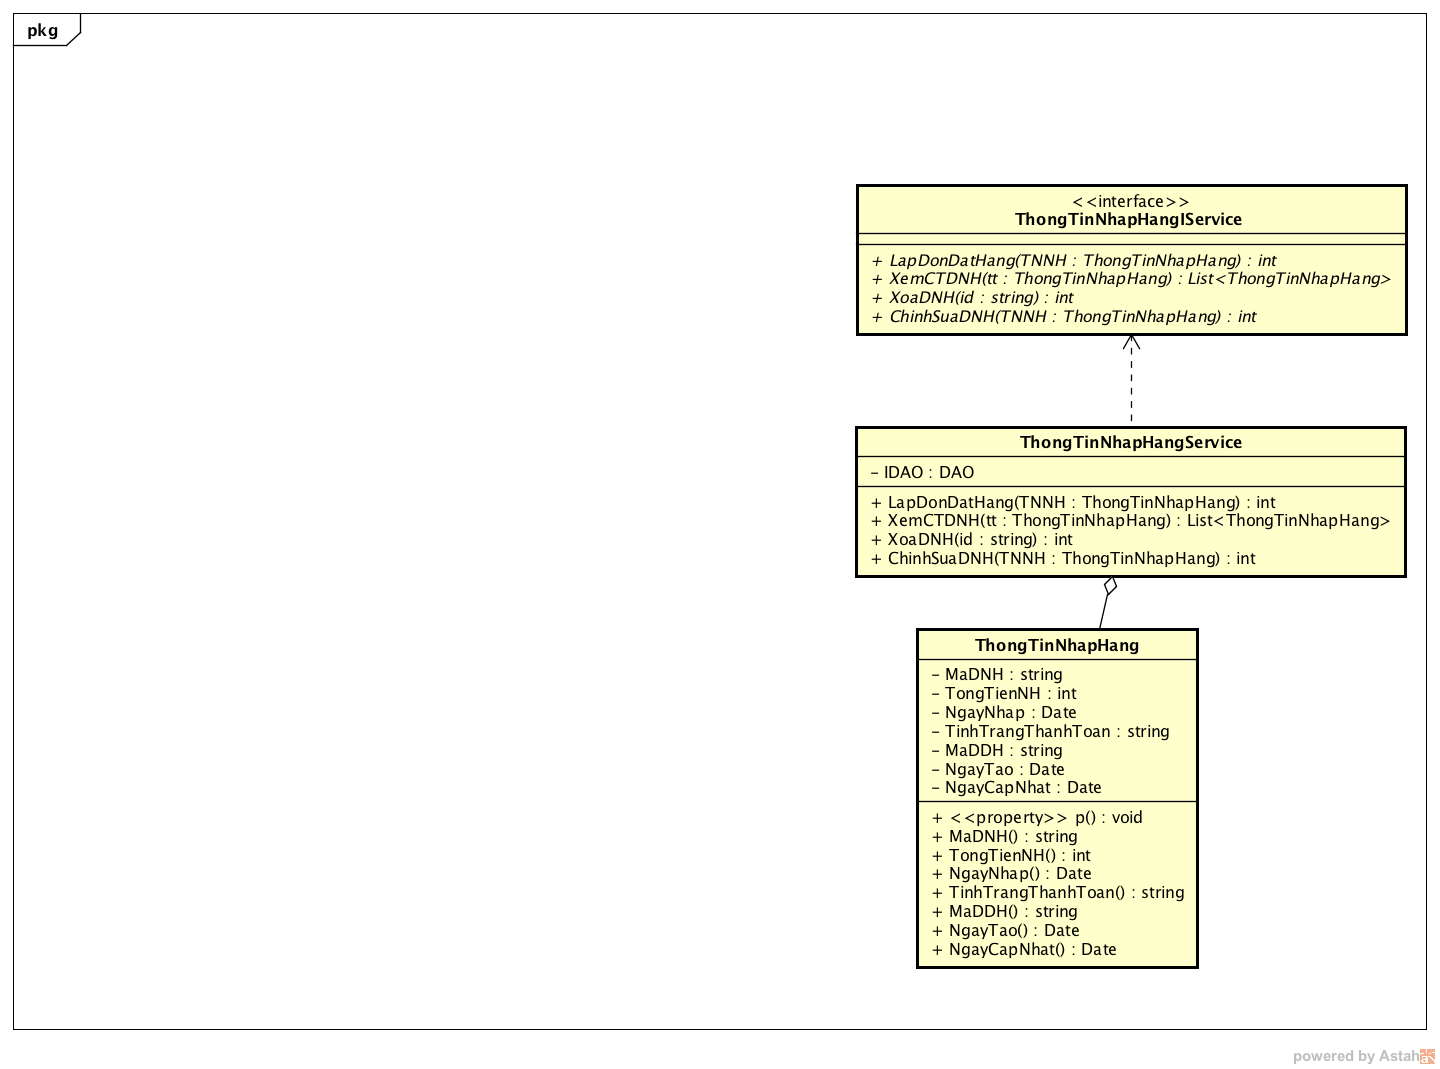 pkg
<<interface>>
ThongTinNhapHangIService
+ LapDonDatHang(TNNH : ThongTinNhapHang) : int
+ XemCTDNH(tt : ThongTinNhapHang) : List<ThongTinNhapHang>
+ XoaDNH(id : string) : int
+ ChinhSuaDNH(TNNH : ThongTinNhapHang) : int
ThongTinNhapHangService
- IDAO : DAO
+ LapDonDatHang(TNNH : ThongTinNhapHang) : int
+ XemCTDNH(tt : ThongTinNhapHang) : List<ThongTinNhapHang>
+ XoaDNH(id : string) : int
+ ChinhSuaDNH(TNNH : ThongTinNhapHang) : int
ThongTinNhapHang
- MaDNH : string
- TongTienNH : int
- NgayNhap : Date
- TinhTrangThanhToan : string
- MaDDH : string
- NgayTao : Date
- NgayCapNhat : Date
+ <<property>> p() : void
+ MaDNH() : string
+ TongTienNH() : int
+ NgayNhap() : Date
+ TinhTrangThanhToan() : string
+ MaDDH() : string
+ NgayTao() : Date
+ NgayCapNhat() : Date
powered by Astah